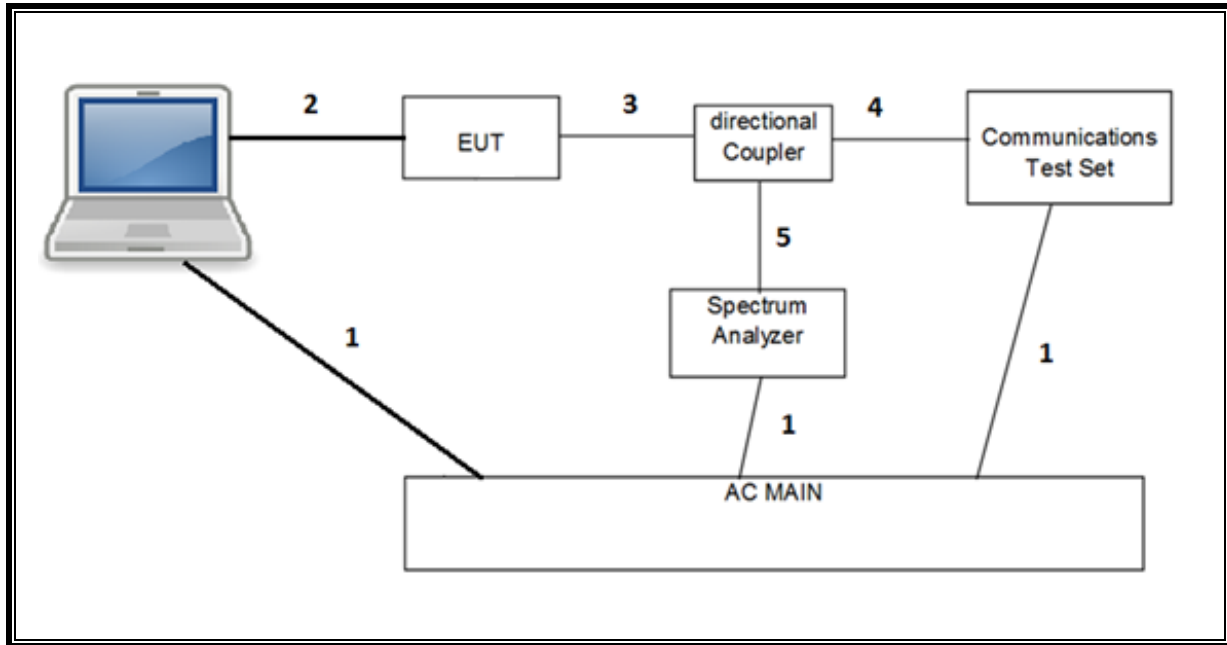 2
EUT
3
directional
Coupler
4
Communications
Test Set
5
Spectrum
Analyzer
1
1
1
AC MAIN